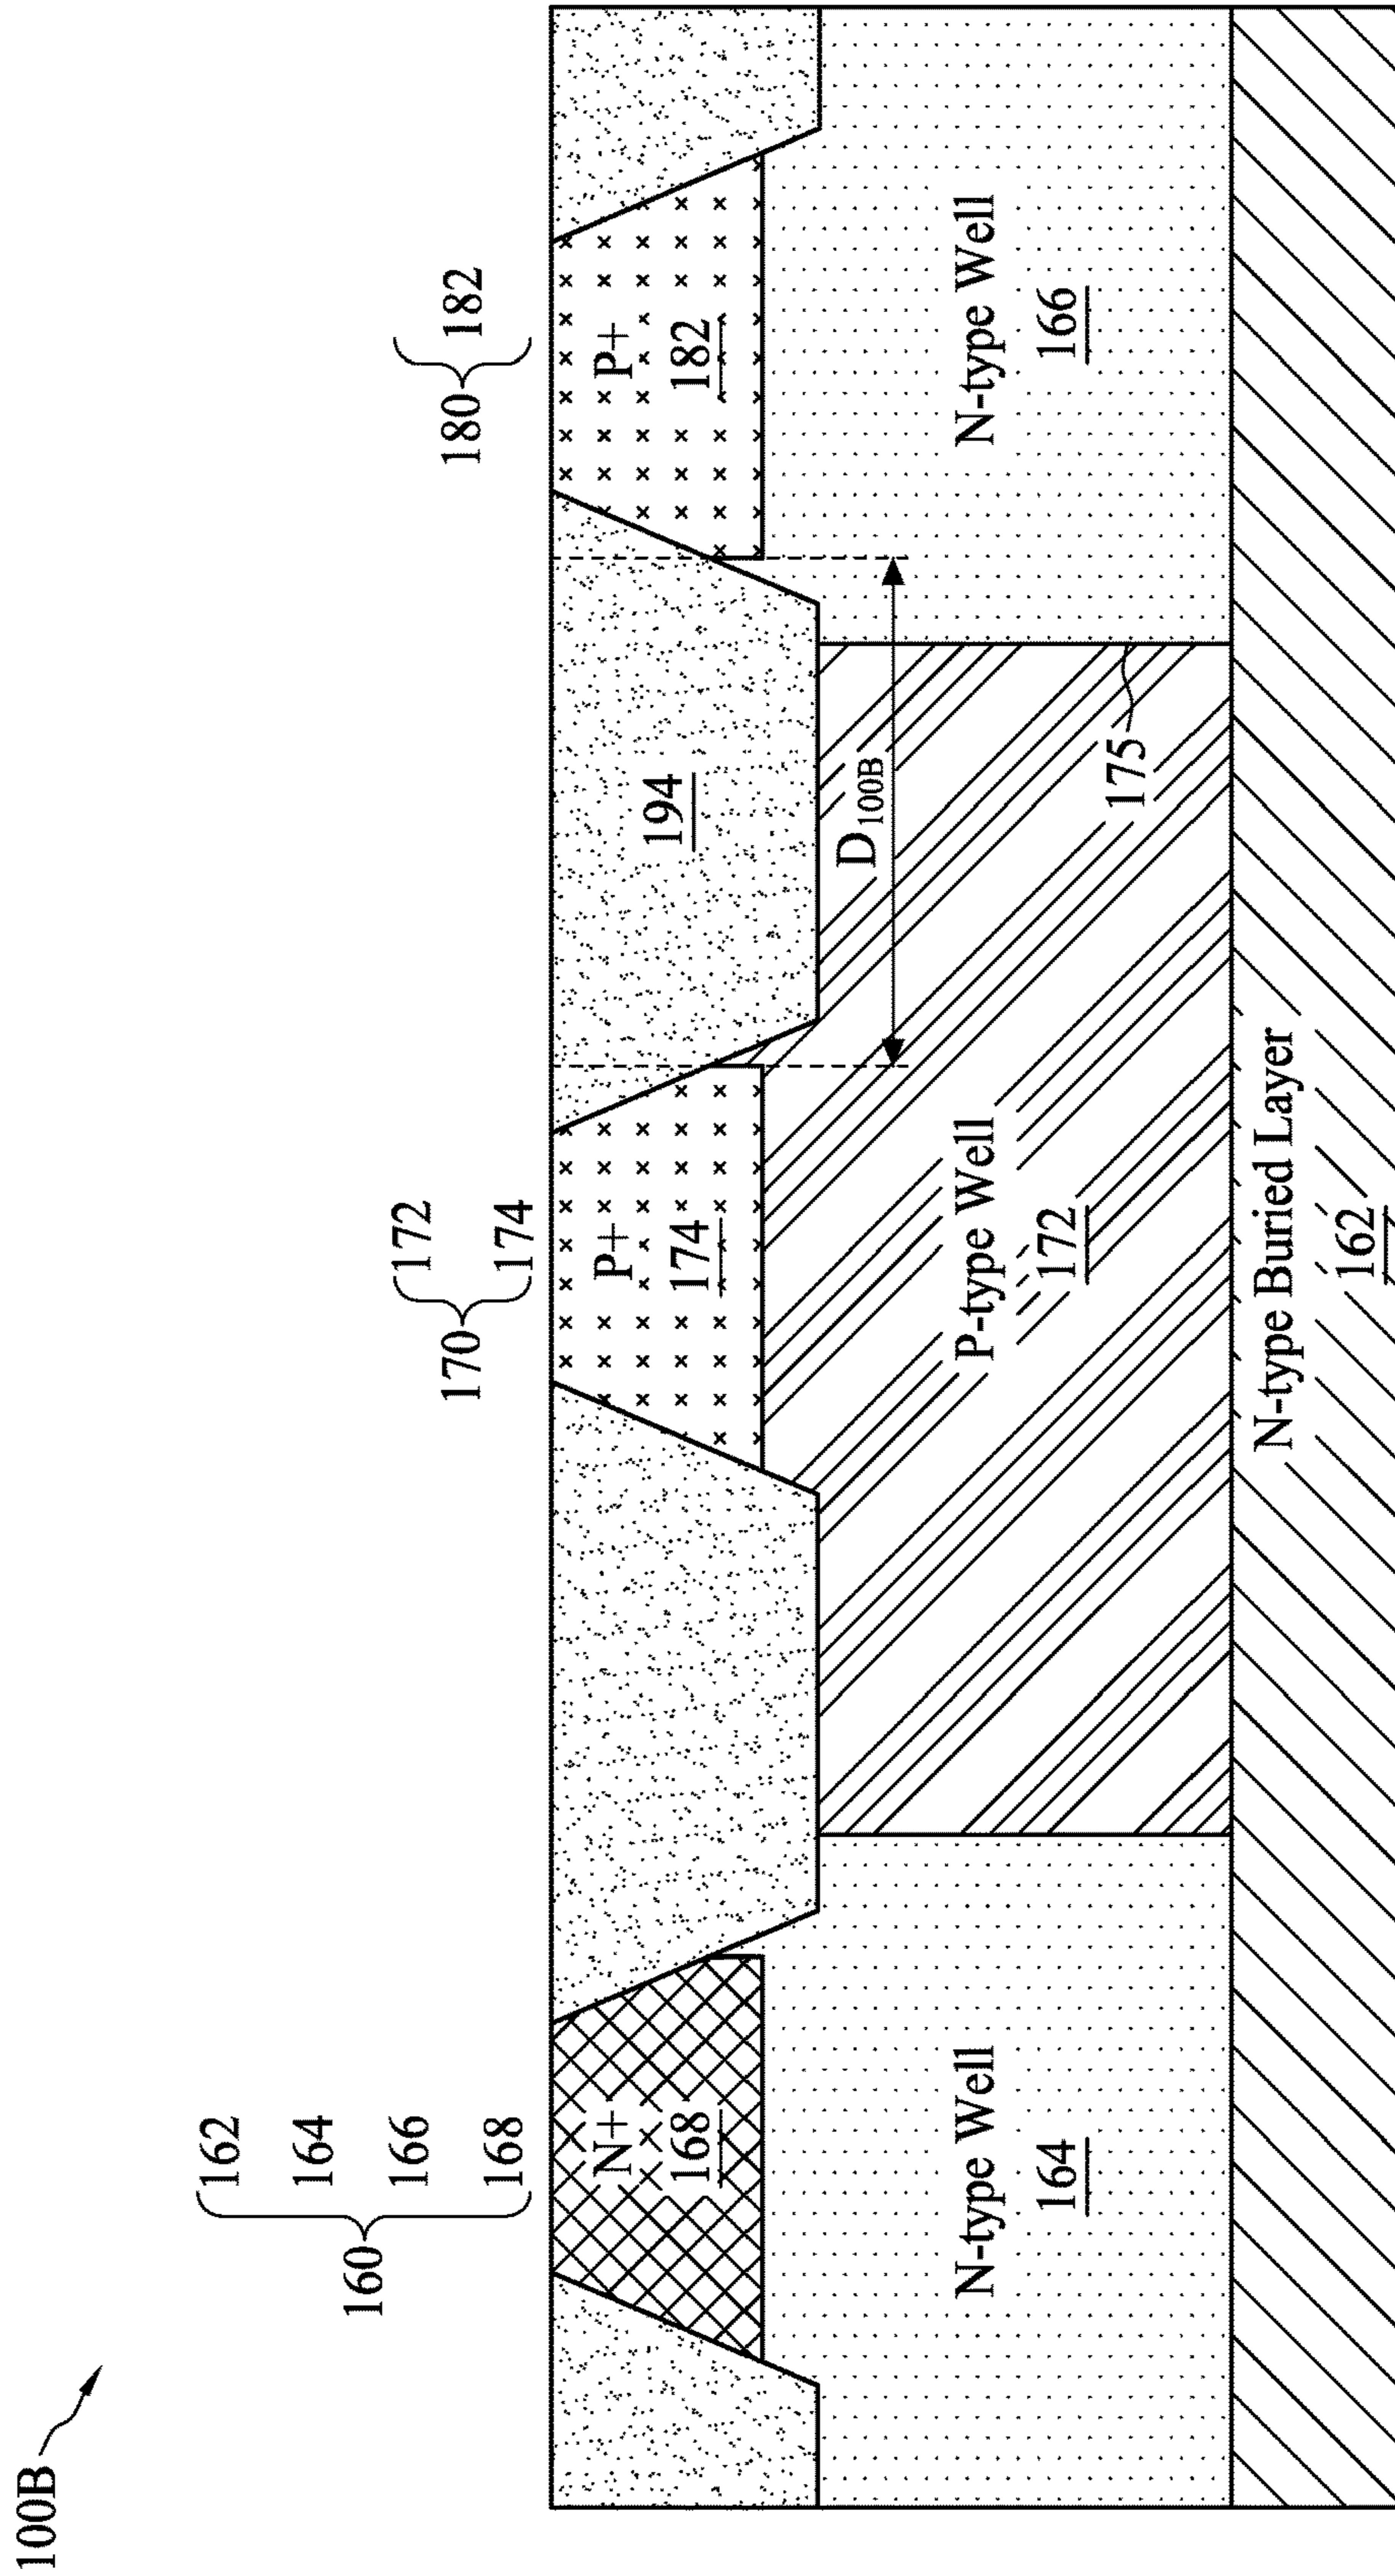 100B
160
162
164
166
168
170
172
174
180
182
N+
168
P+
174
194
P+
182
D100B
N-type Well
164
P-type Well
172
175
N-type Well
166
N-type Buried Layer
162